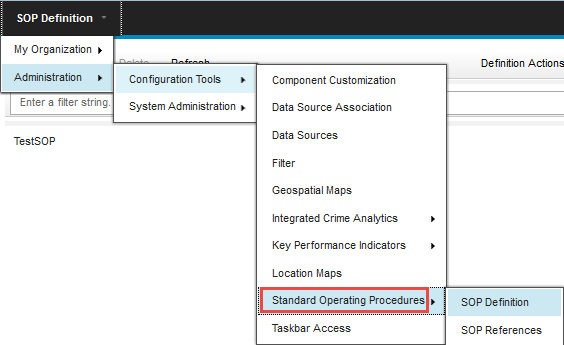 SOP Definition
My Organization
Delete Refresh Definition Actions
Administration
Configuration Tools
Component Customization
Enter a filter string.
System Administration
Data Source Association
Data Sources
TestSOP
Filter
Geospatial Maps
Integrated Crime Analytics
Key Performance Indicators
Location Maps
Standard Operating Procedures
SOP Definition
Taskbar Access
SOP References